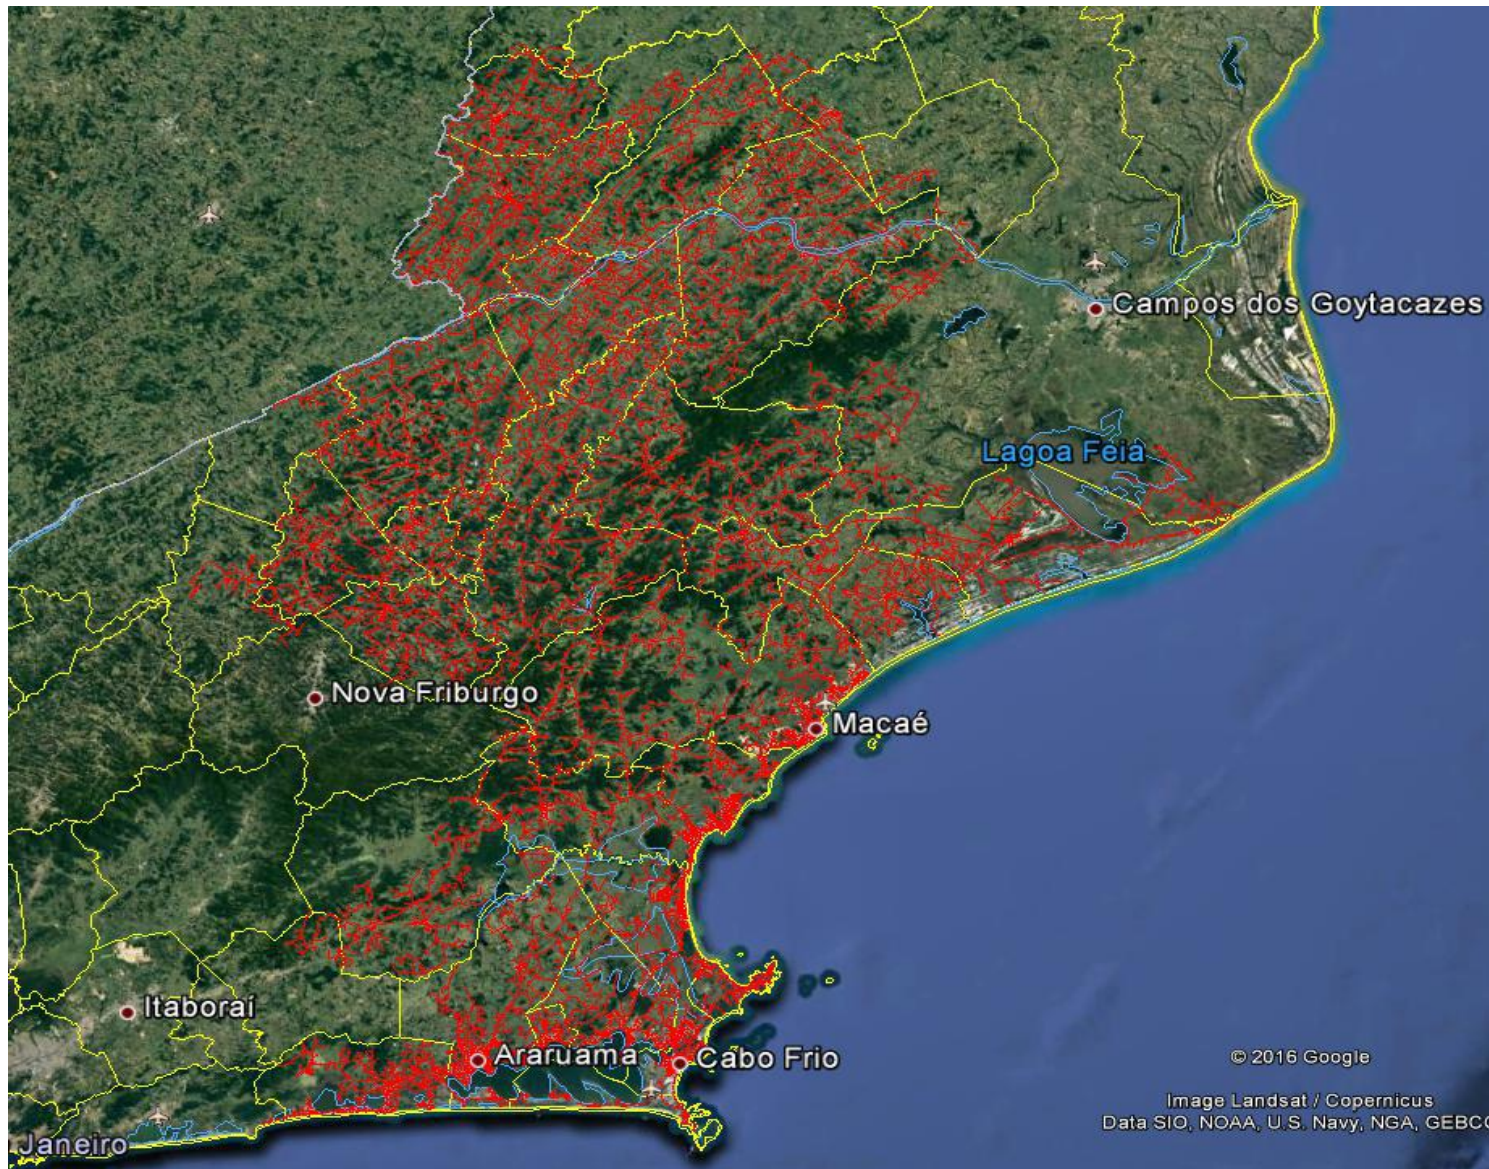 Campos dos Goytacazes
Lagoa Feia
Nova Friburgo
Macaé
Itaboraí
Araruama
Cabo Frio
© 2016 Google
Image Landsat / Copernicus
Data SIO, NOAA, U.S. Navy, NGA, GEBCO
Janeiro